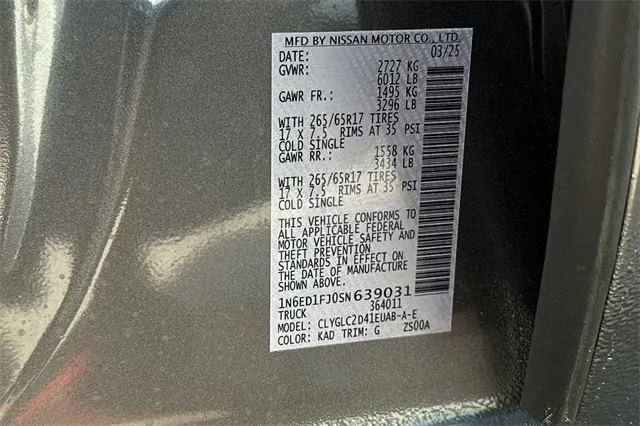 MFD BY NISSAN MOTOR CO., LTD.
DATE: 03/25
GVWR: 2727 KG
6012 LB
GAWR FR.: 1495 KG
3296 LB
WITH 265/65R17 TIRES
17 X 7.5 RIMS AT 35 PSI
COLD SINGLE
GAWR RR.: 1558 KG
3434 LB
WITH 265/65R17 TIRES
17 X 7.5 RIMS AT 35 PSI
COLD SINGLE
THIS VEHICLE CONFORMS TO
ALL APPLICABLE FEDERAL
MOTOR VEHICLE SAFETY AND
THEFT PREVENTION
STANDARDS IN EFFECT ON
THE DATE OF MANUFACTURE
SHOWN ABOVE
1N6ED1FJ0SN639031
TRUCK 364011
MODEL: CLYGLC2D41EUAB-A-E
COLOR: KAD TRIM: G ZS00A